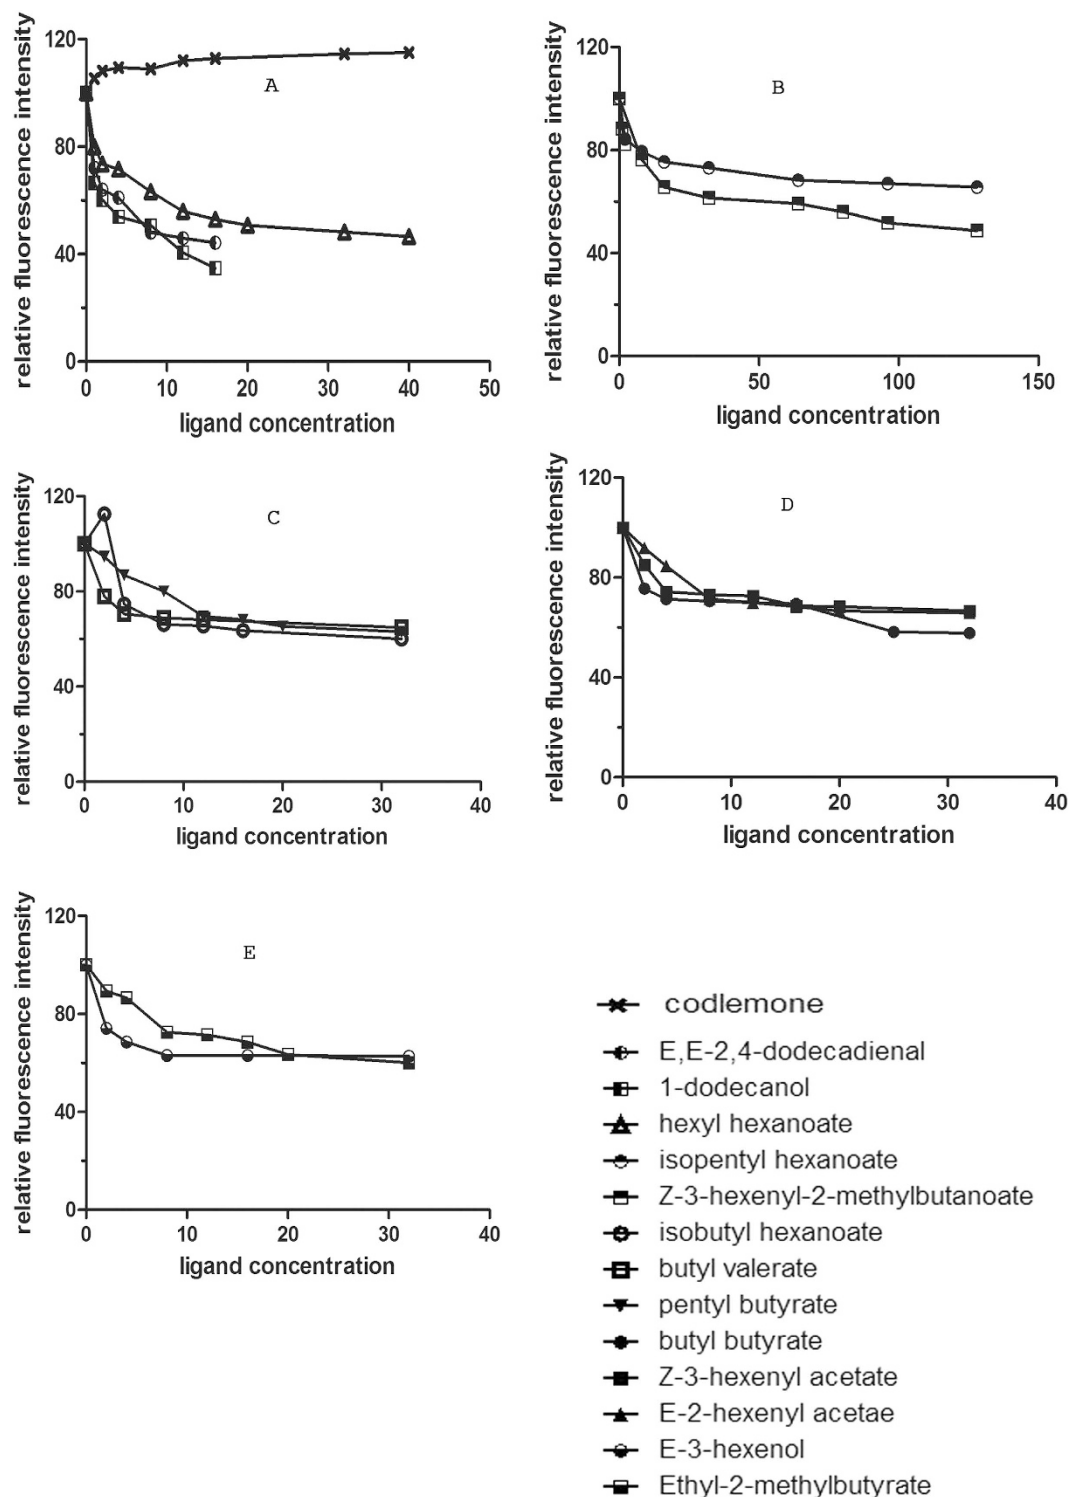 relative fluorescence intensity
120
80
40
0
A
0 10 20 30 40 50
ligand concentration
relative fluorescence intensity
120
80
40
0
B
0 50 100 150
ligand concentration
relative fluorescence intensity
120
80
40
0
C
0 10 20 30 40
ligand concentration
relative fluorescence intensity
120
80
40
0
D
0 10 20 30 40
ligand concentration
relative fluorescence intensity
120
80
40
0
E
0 10 20 30 40
ligand concentration
codlemone
E,E-2,4-dodecadienal
1-dodecanol
hexyl hexanoate
isopentyl hexanoate
Z-3-hexenyl-2-methylbutanoate
isobutyl hexanoate
butyl valerate
pentyl butyrate
butyl butyrate
Z-3-hexenyl acetate
E-2-hexenyl acetae
E-3-hexenol
Ethyl-2-methylbutyrate